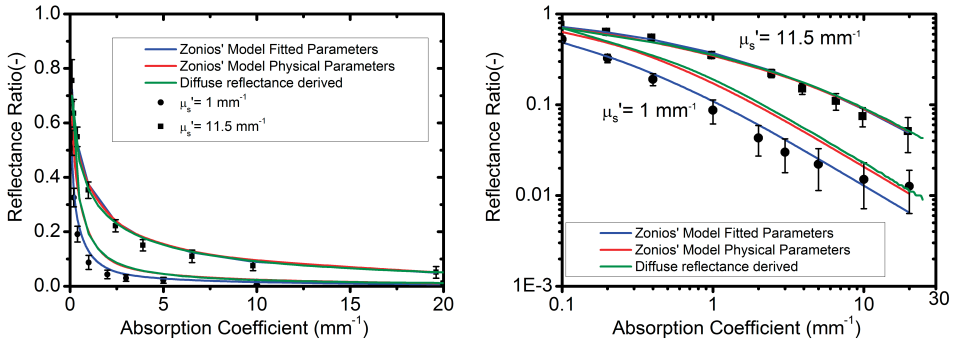 Reflectance Ratio(-)
1.0
0.8
0.6
0.4
0.2
0.0
Zonios' Model Fitted Parameters
Zonios' Model Physical Parameters
Diffuse reflectance derived
μs'= 1 mm-1
μs'= 11.5 mm-1
0 5 10 15 20
Absorption Coefficient (mm-1)
Reflectance Ratio(-)
1
0.1
0.01
1E-3
μs'= 11.5 mm-1
μs'= 1 mm-1
Zonios' Model Fitted Parameters
Zonios' Model Physical Parameters
Diffuse reflectance derived
0.1 1 10 30
Absorption Coefficient (mm-1)